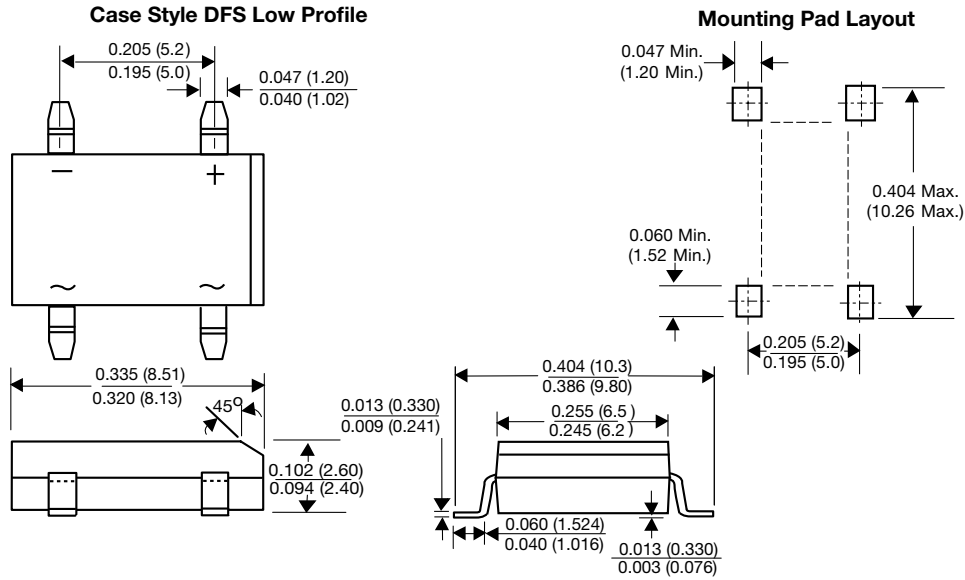 Case Style DFS Low Profile
0.205 (5.2)
0.195 (5.0)
0.047 (1.20)
0.040 (1.02)
− +
~ ~
0.335 (8.51)
0.320 (8.13)
45°
0.102 (2.60)
0.094 (2.40)
Mounting Pad Layout
0.047 Min.
(1.20 Min.)
0.404 Max.
(10.26 Max.)
0.060 Min.
(1.52 Min.)
0.205 (5.2)
0.195 (5.0)
0.404 (10.3)
0.386 (9.80)
0.013 (0.330)
0.009 (0.241)
0.255 (6.5 )
0.245 (6.2 )
0.060 (1.524)
0.040 (1.016)
0.013 (0.330)
0.003 (0.076)